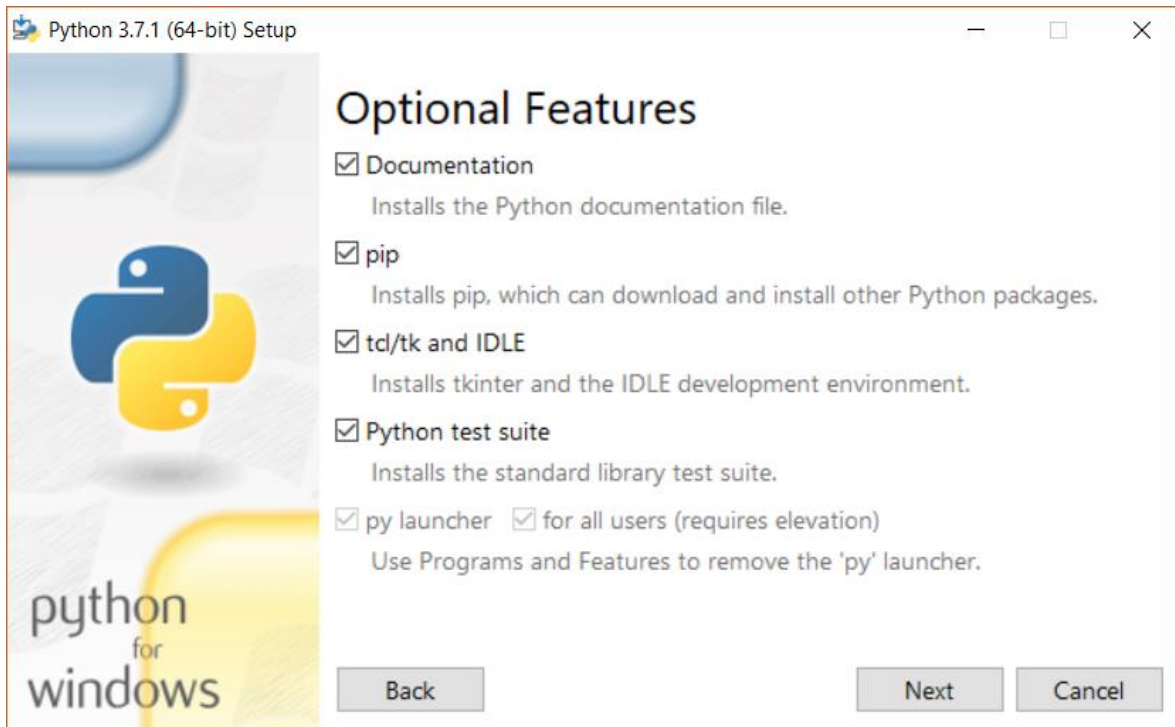 Python 3.7.1 (64-bit) Setup
Optional Features
Documentation
Installs the Python documentation file.
pip
Installs pip, which can download and install other Python packages.
tcl/tk and IDLE
Installs tkinter and the IDLE development environment.
Python test suite
Installs the standard library test suite.
py launcher for all users (requires elevation)
Use Programs and Features to remove the 'py' launcher.
python
for
windows
Back Next Cancel